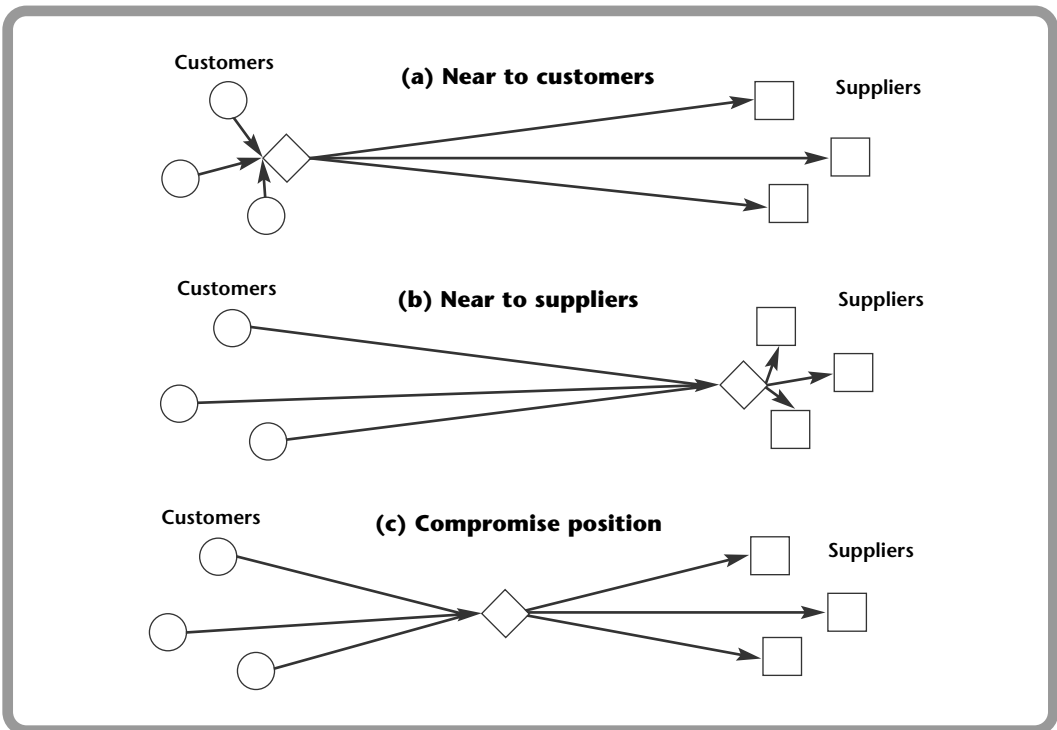 Customers
(a) Near to customers
Suppliers
Customers
(b) Near to suppliers
Suppliers
Customers
(c) Compromise position
Suppliers